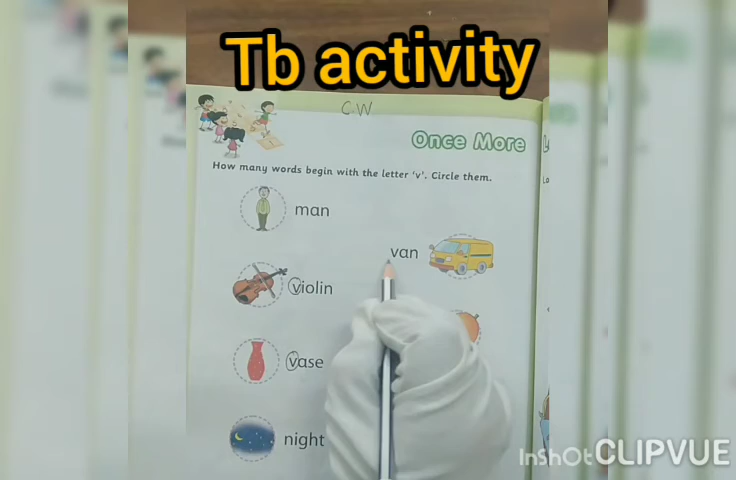 Tb activity
C.W
Once More
How many words begin with the letter 'v'. Circle them.
man
van
violin
vase
night
InShOt CLIPVUE